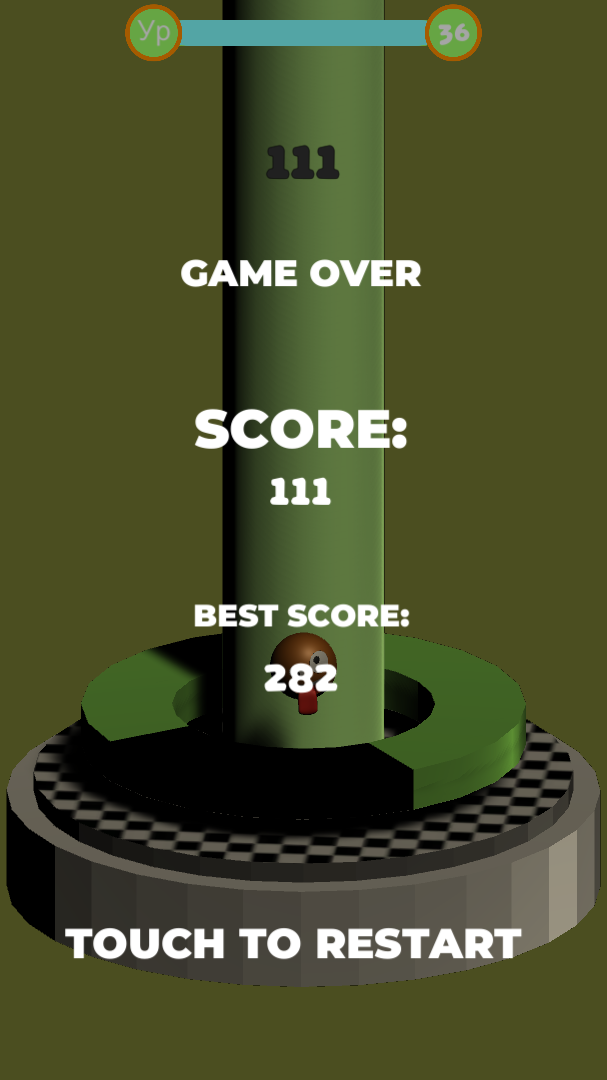 Ур 36
111
GAME OVER
SCORE:
111
BEST SCORE:
282
TOUCH TO RESTART